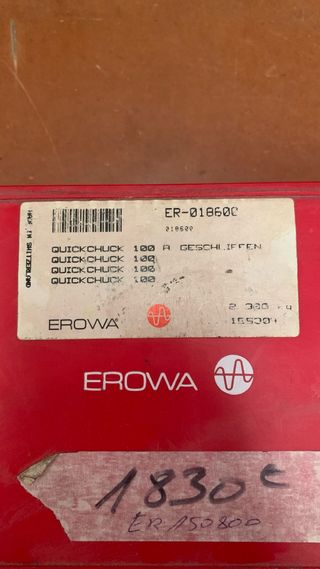 MADE IN SWITZERLAND
ER-018600
018600
QUICKCHUCK 100 A GESCHLIFFEN
QUICKCHUCK 100
QUICKCHUCK 100
QUICKCHUCK 100
kg
EROWA
EROWA
1830 €
ER-150800